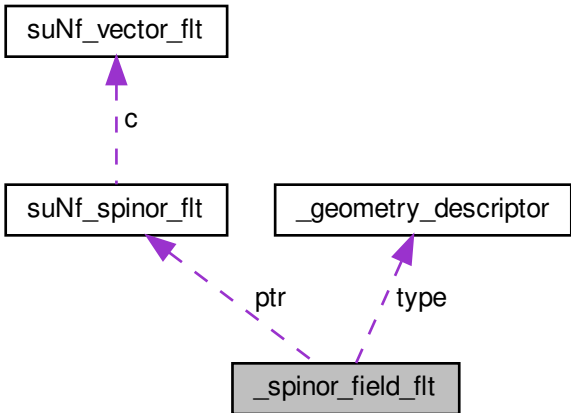 suNf_vector_flt
c
suNf_spinor_flt
_geometry_descriptor
ptr
type
_spinor_field_flt